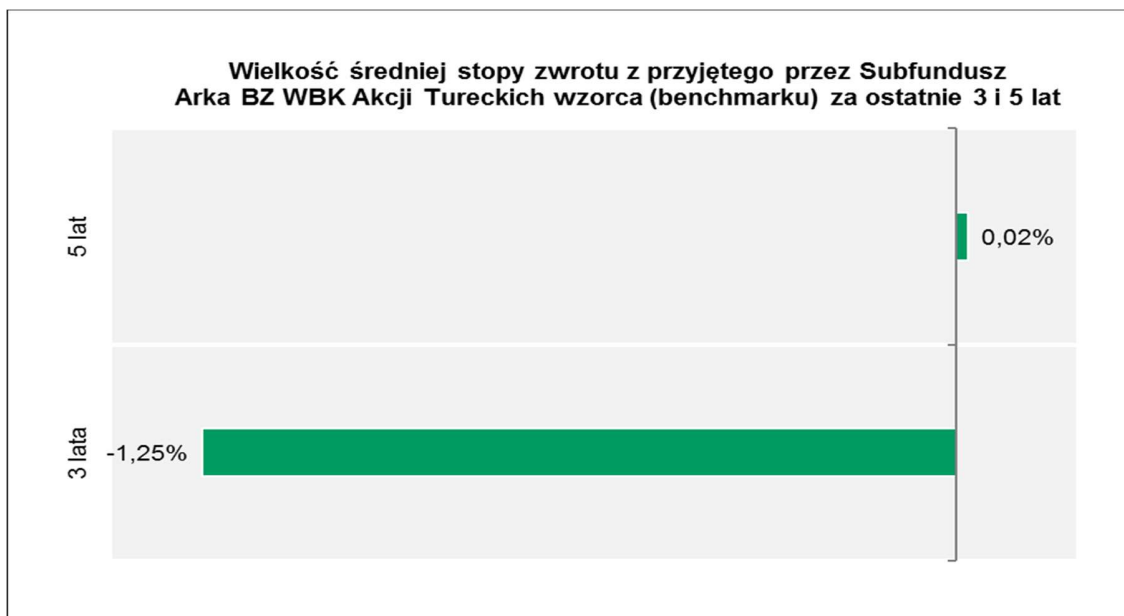 Wielkość średniej stopy zwrotu z przyjętego przez Subfundusz
Arka BZ WBK Akcji Tureckich wzorca (benchmarku) za ostatnie 3 i 5 lat
5 lat
0,02%
3 lata
-1,25%